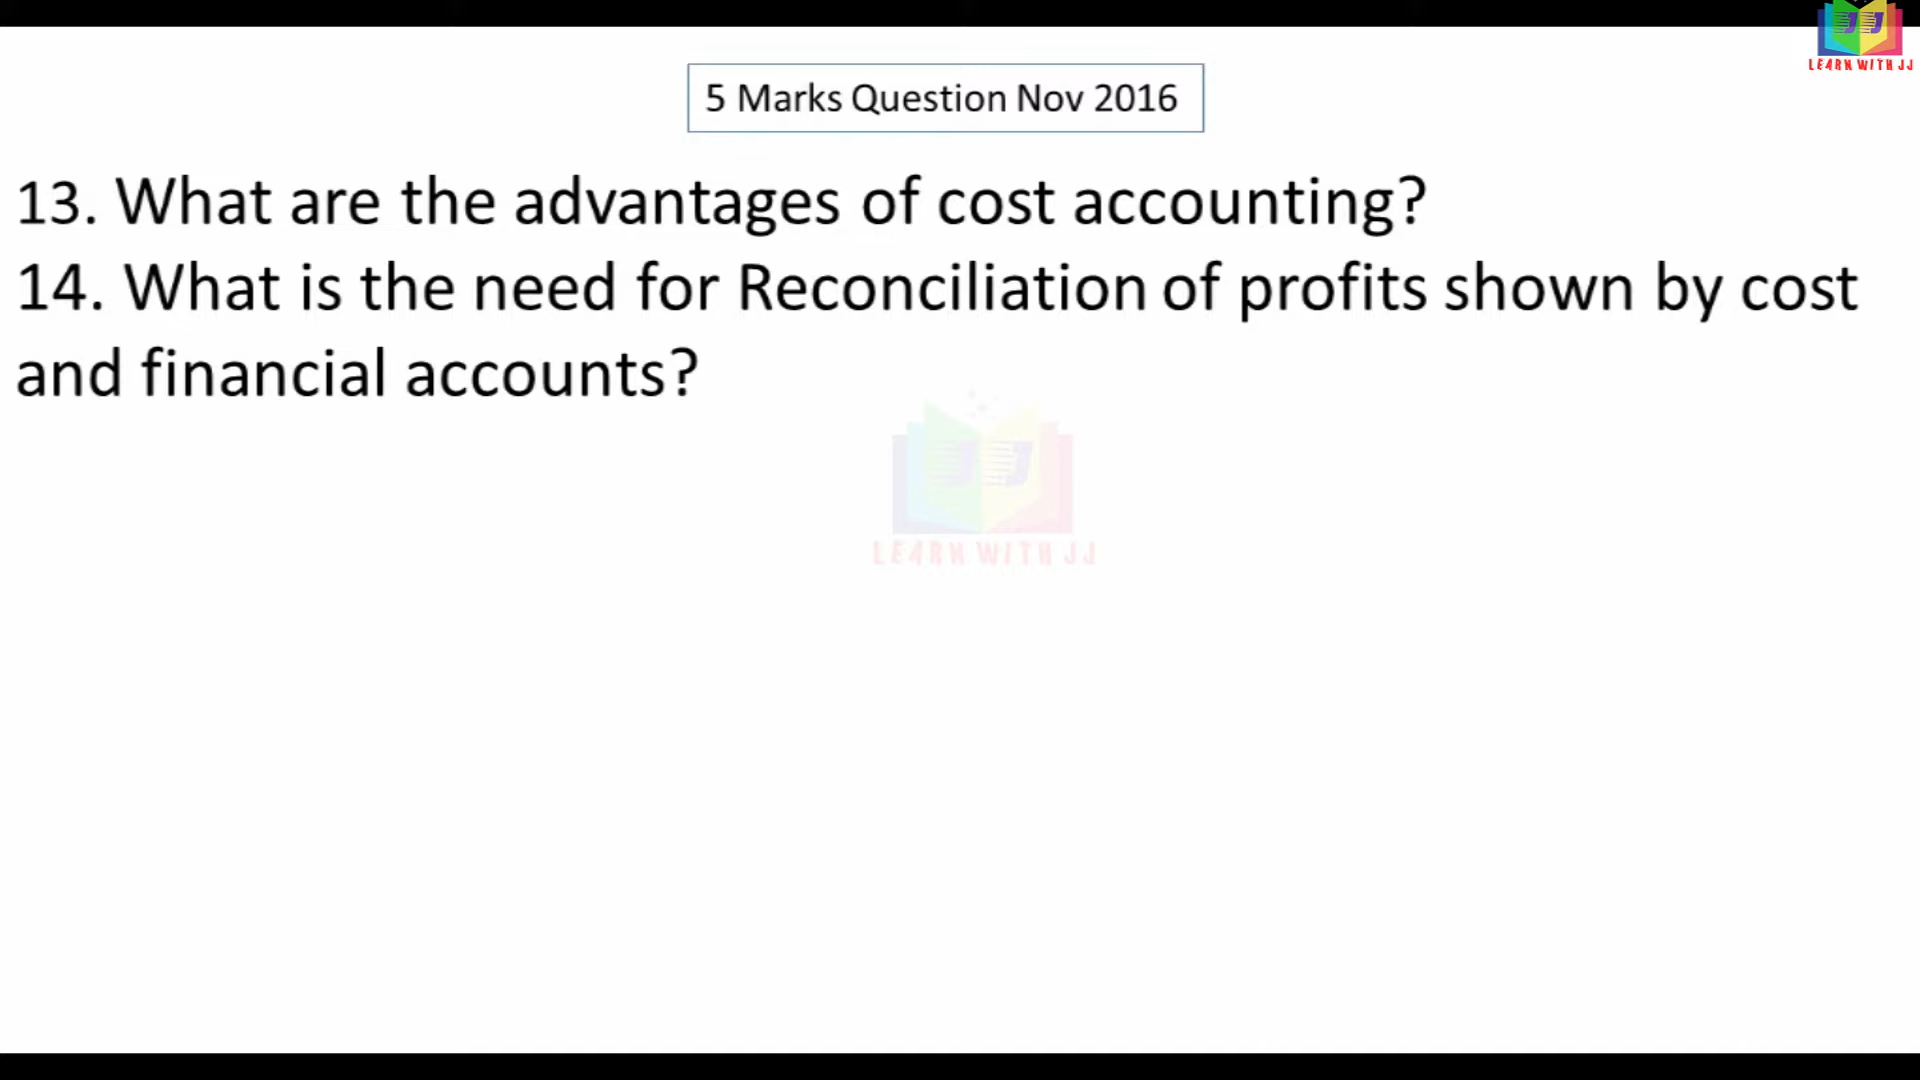 LEARN WITH JJ
5 Marks Question Nov 2016
13. What are the advantages of cost accounting?
14. What is the need for Reconciliation of profits shown by cost
and financial accounts?
JJ
LEARN WITH JJ